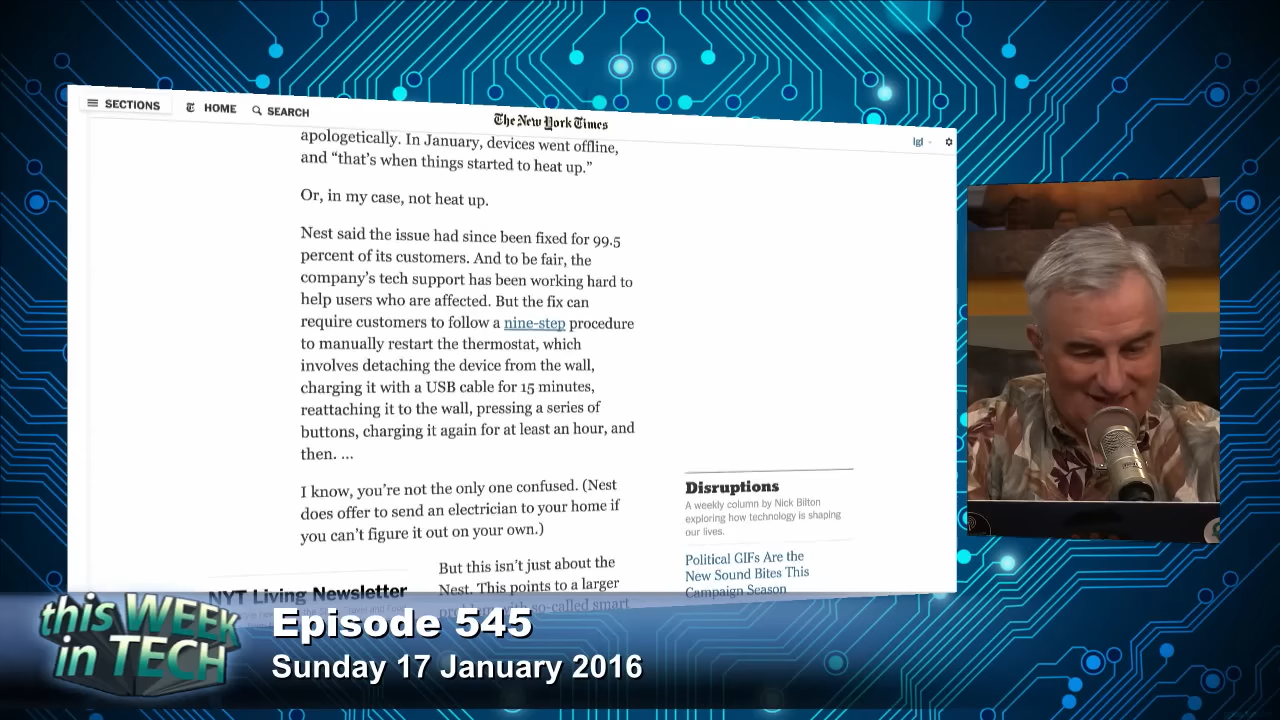 SECTIONS
HOME
SEARCH
The New York Times
lgl
apologetically. In January, devices went offline,
and “that’s when things started to heat up.”
Or, in my case, not heat up.
Nest said the issue had since been fixed for 99.5
percent of its customers. And to be fair, the
company’s tech support has been working hard to
help users who are affected. But the fix can
require customers to follow a nine-step procedure
to manually restart the thermostat, which
involves detaching the device from the wall,
charging it with a USB cable for 15 minutes,
reattaching it to the wall, pressing a series of
buttons, charging it again for at least an hour, and
then. ...
I know, you’re not the only one confused. (Nest
does offer to send an electrician to your home if
you can’t figure it out on your own.)
But this isn’t just about the
Nest. This points to a larger
problem with so-called smart
NYT Living Newsletter
Disruptions
A weekly column by Nick Bilton
exploring how technology is shaping
our lives.
Political GIFs Are the
New Sound Bites This
Campaign Season
this WEEK
in TECH
Episode 545
Sunday 17 January 2016